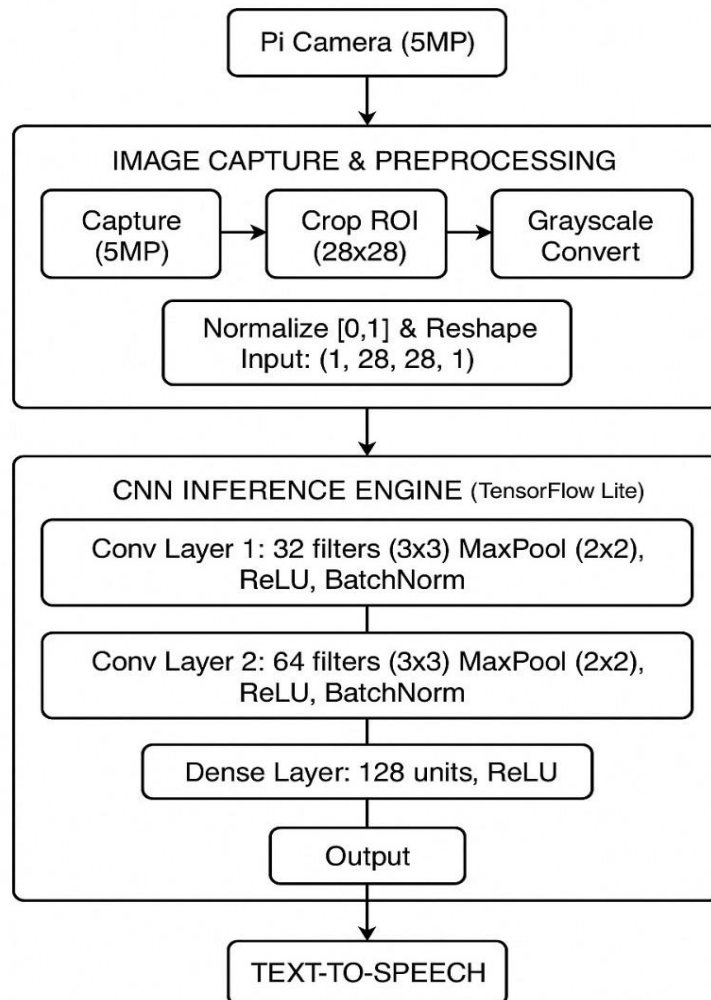 Pi Camera (5MP)
IMAGE CAPTURE & PREPROCESSING
Capture
(5MP)
Crop ROI
(28x28)
Grayscale
Convert
Normalize [0,1] & Reshape
Input: (1, 28, 28, 1)
CNN INFERENCE ENGINE (TensorFlow Lite)
Conv Layer 1: 32 filters (3x3) MaxPool (2x2),
ReLU, BatchNorm
Conv Layer 2: 64 filters (3x3) MaxPool (2x2),
ReLU, BatchNorm
Dense Layer: 128 units, ReLU
Output
TEXT-TO-SPEECH